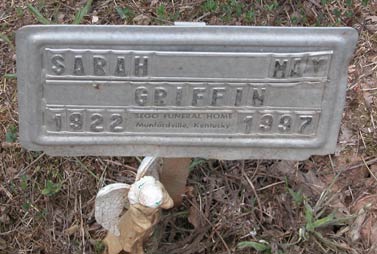 SARAH MAY
GRIFFIN
1922 SEGO FUNERAL HOME 1997
Munfordville, Kentucky